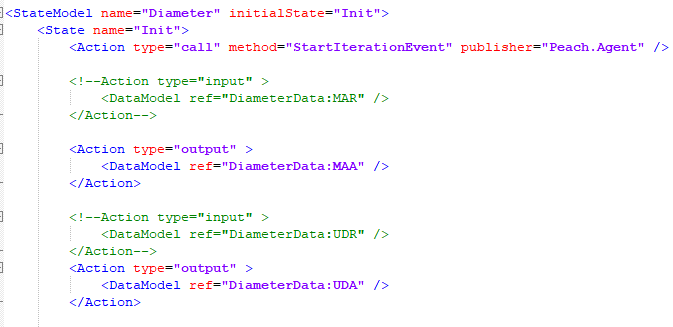 <StateModel name="Diameter" initialState="Init">
<State name="Init">
<Action type="call" method="StartIterationEvent" publisher="Peach.Agent" />
<!--Action type="input" >
<DataModel ref="DiameterData:MAR" />
</Action-->
<Action type="output" >
<DataModel ref="DiameterData:MAA" />
</Action>
<!--Action type="input" >
<DataModel ref="DiameterData:UDR" />
</Action-->
<Action type="output" >
<DataModel ref="DiameterData:UDA" />
</Action>